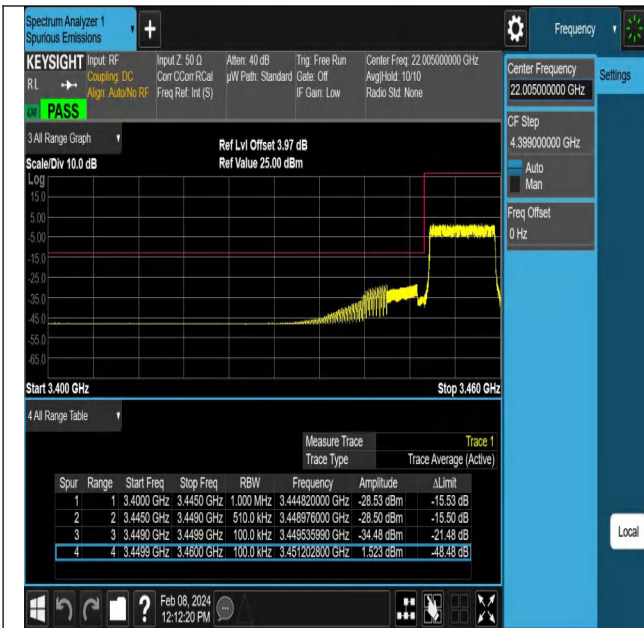 Spectrum Analyzer 1
Spurious Emissions
Frequency
KEYSIGHT
Input: RF
Input Z: 50 Ω
Atten: 40 dB
Trig: Free Run
Center Freq: 22.005000000 GHz
RL
Coupling: DC
Corr CCorr RCal
µW Path: Standard
Gate: Off
Avg|Hold: 10/10
Align: Auto/No RF
Freq Ref: Int (S)
IF Gain: Low
Radio Std: None
PASS
Center Frequency
22.005000000 GHz
Settings
CF Step
4.399000000 GHz
Auto
Man
Freq Offset
0 Hz
3 All Range Graph
Ref Lvl Offset 3.97 dB
Scale/Div 10.0 dB
Ref Value 25.00 dBm
Log
15.0
5.00
-5.00
-15.0
-25.0
-35.0
-45.0
-55.0
-65.0
Start 3.400 GHz
Stop 3.460 GHz
4 All Range Table
Measure Trace Trace 1
Trace Type Trace Average (Active)
Spur Range Start Freq Stop Freq RBW Frequency Amplitude ΔLimit
1 1 3.4000 GHz 3.4450 GHz 1.000 MHz 3.444820000 GHz -28.53 dBm -15.53 dB
2 2 3.4450 GHz 3.4490 GHz 510.0 kHz 3.448976000 GHz -28.50 dBm -15.50 dB
3 3 3.4490 GHz 3.4499 GHz 100.0 kHz 3.449535990 GHz -34.48 dBm -21.48 dB
4 4 3.4499 GHz 3.4600 GHz 100.0 kHz 3.451202800 GHz 1.523 dBm -48.48 dB
Local
Feb 08, 2024
12:12:20 PM